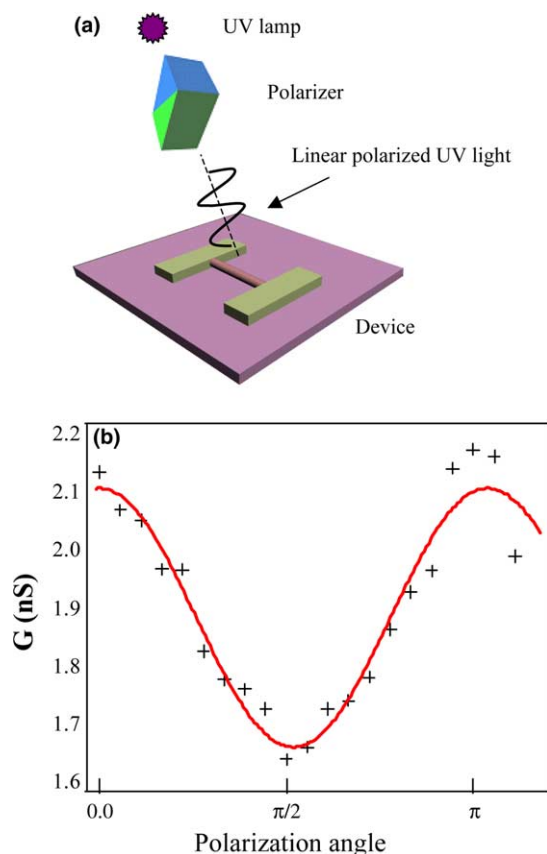 (a)
UV lamp
Polarizer
Linear polarized UV light
Device
(b)
2.2
2.1
2.0
1.9
1.8
1.7
1.6
G (nS)
0.0
π/2
π
Polarization angle